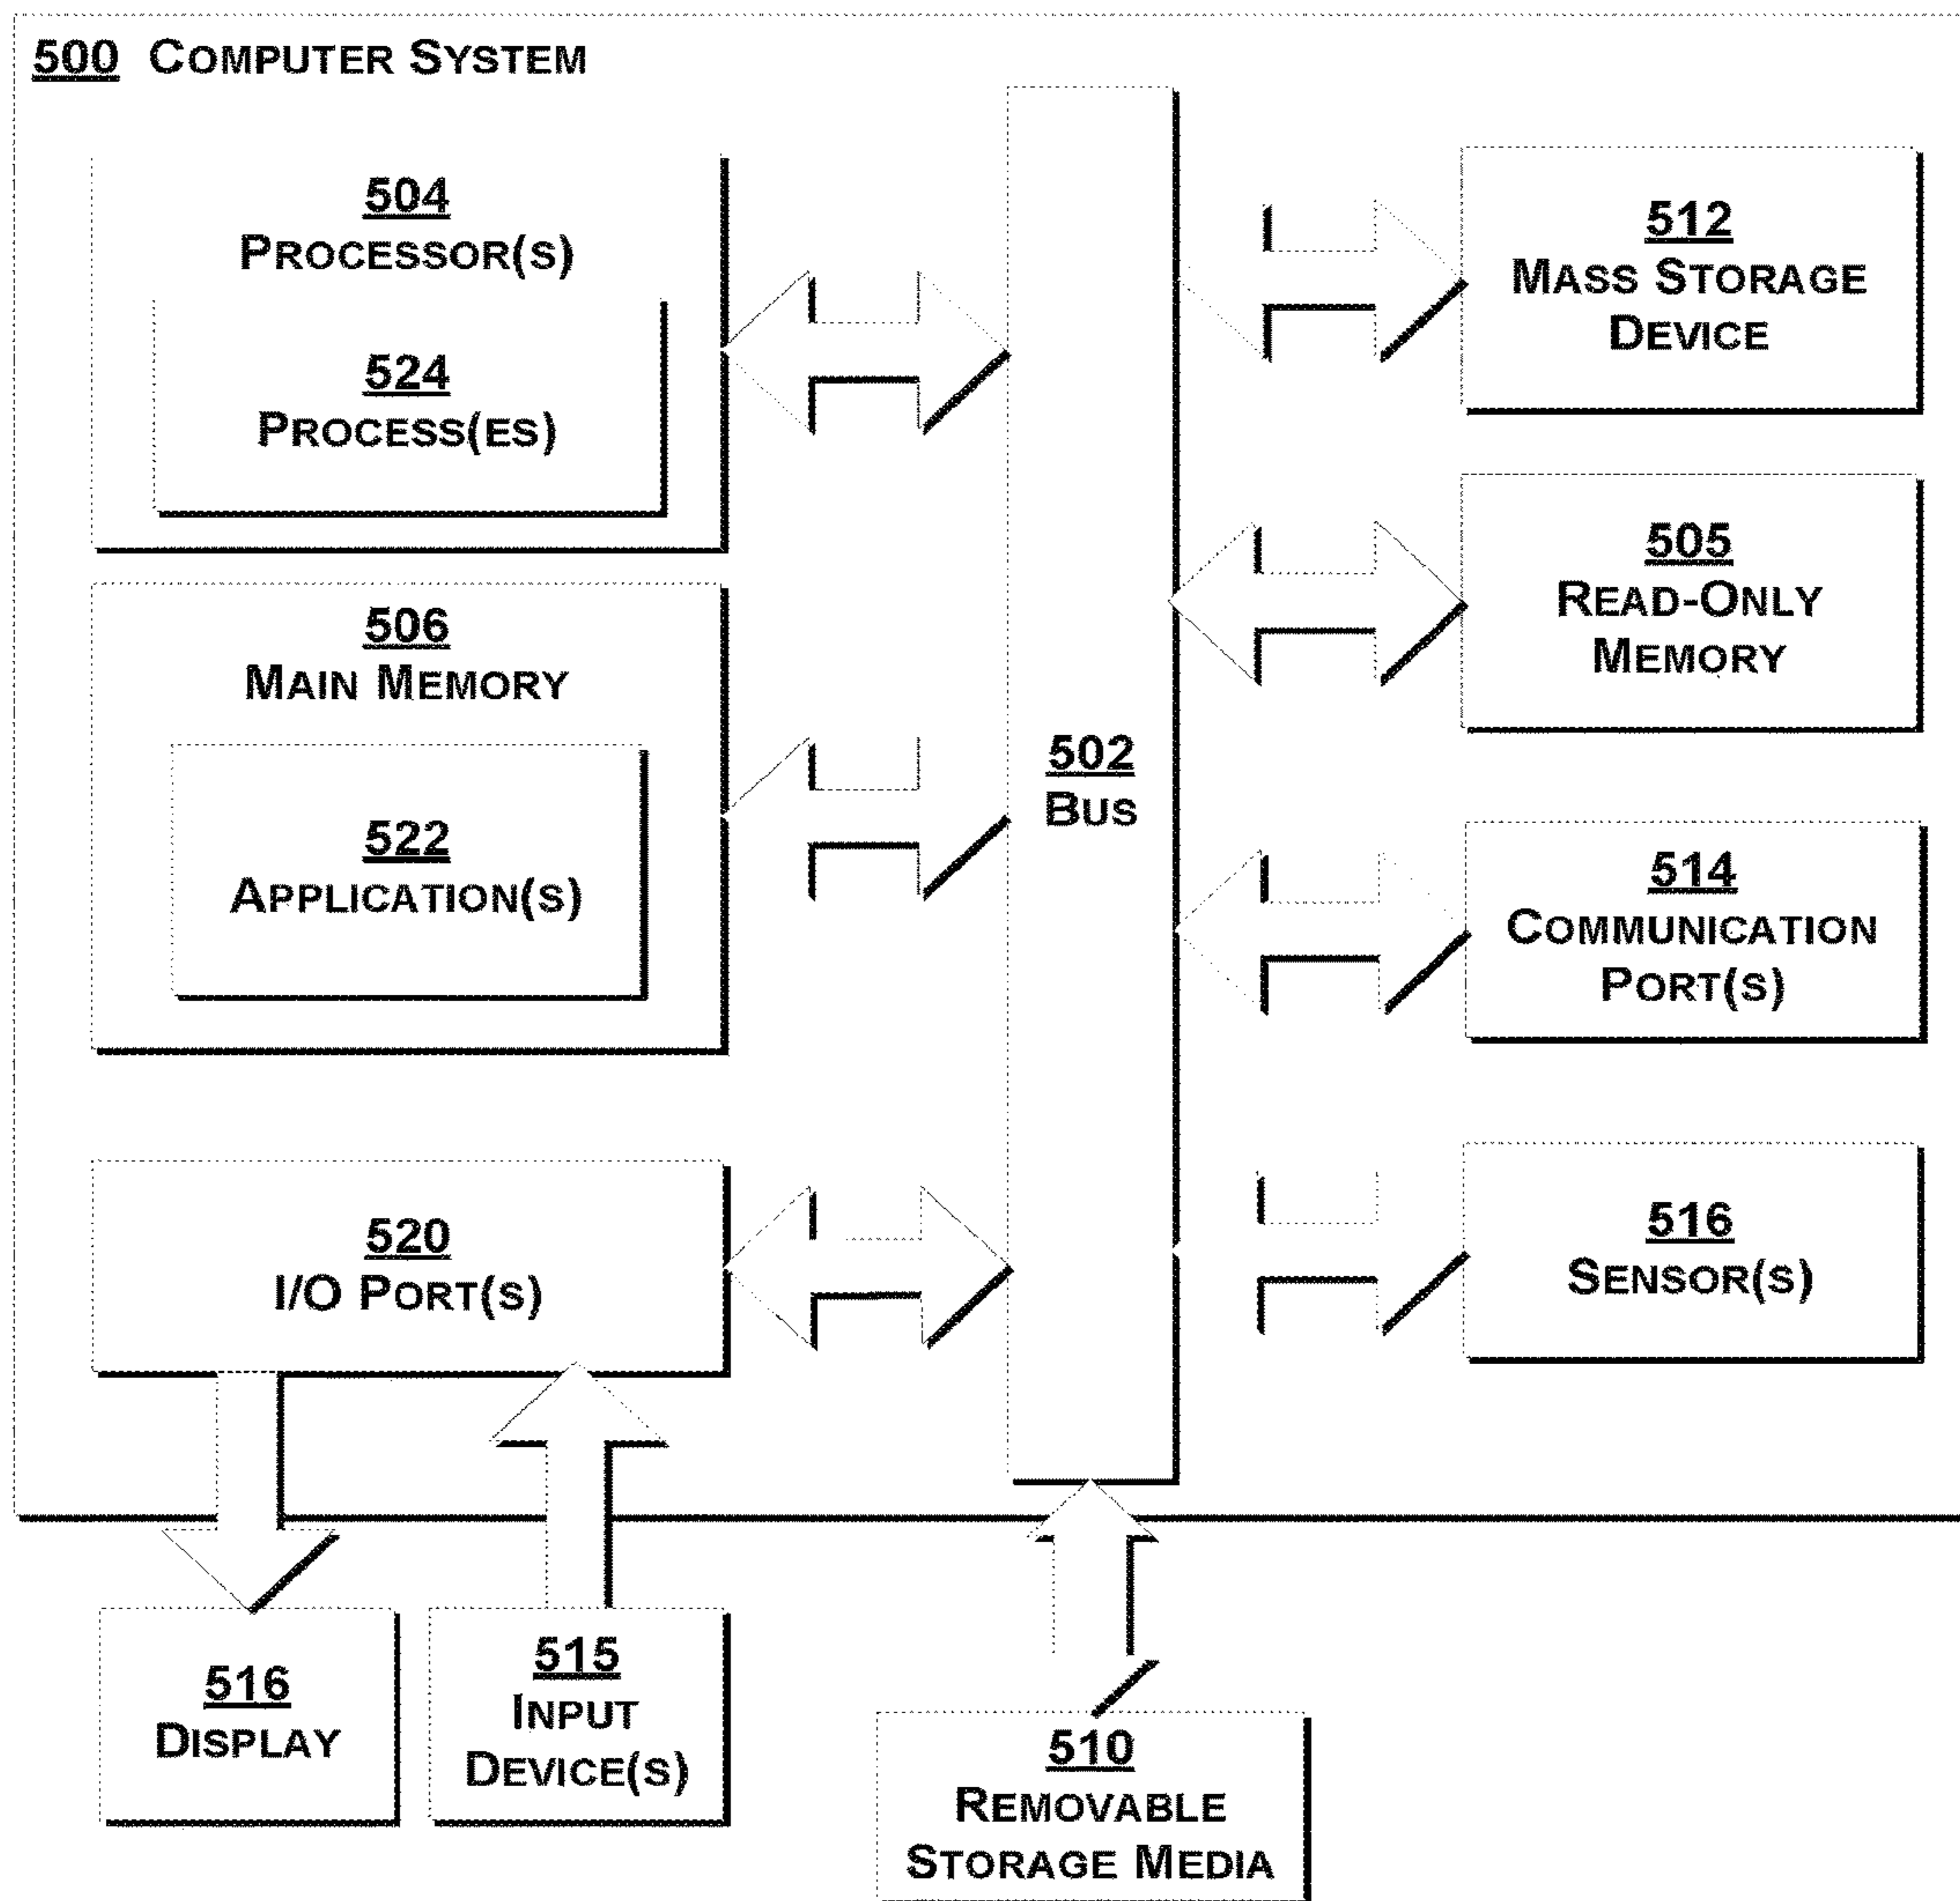 500 COMPUTER SYSTEM
504
PROCESSOR(S)
524
PROCESS(ES)
506
MAIN MEMORY
522
APPLICATION(S)
520
I/O PORT(S)
502
BUS
512
MASS STORAGE
DEVICE
505
READ-ONLY
MEMORY
514
COMMUNICATION
PORT(S)
516
SENSOR(S)
516
DISPLAY
515
INPUT
DEVICE(S)
510
REMOVABLE
STORAGE MEDIA